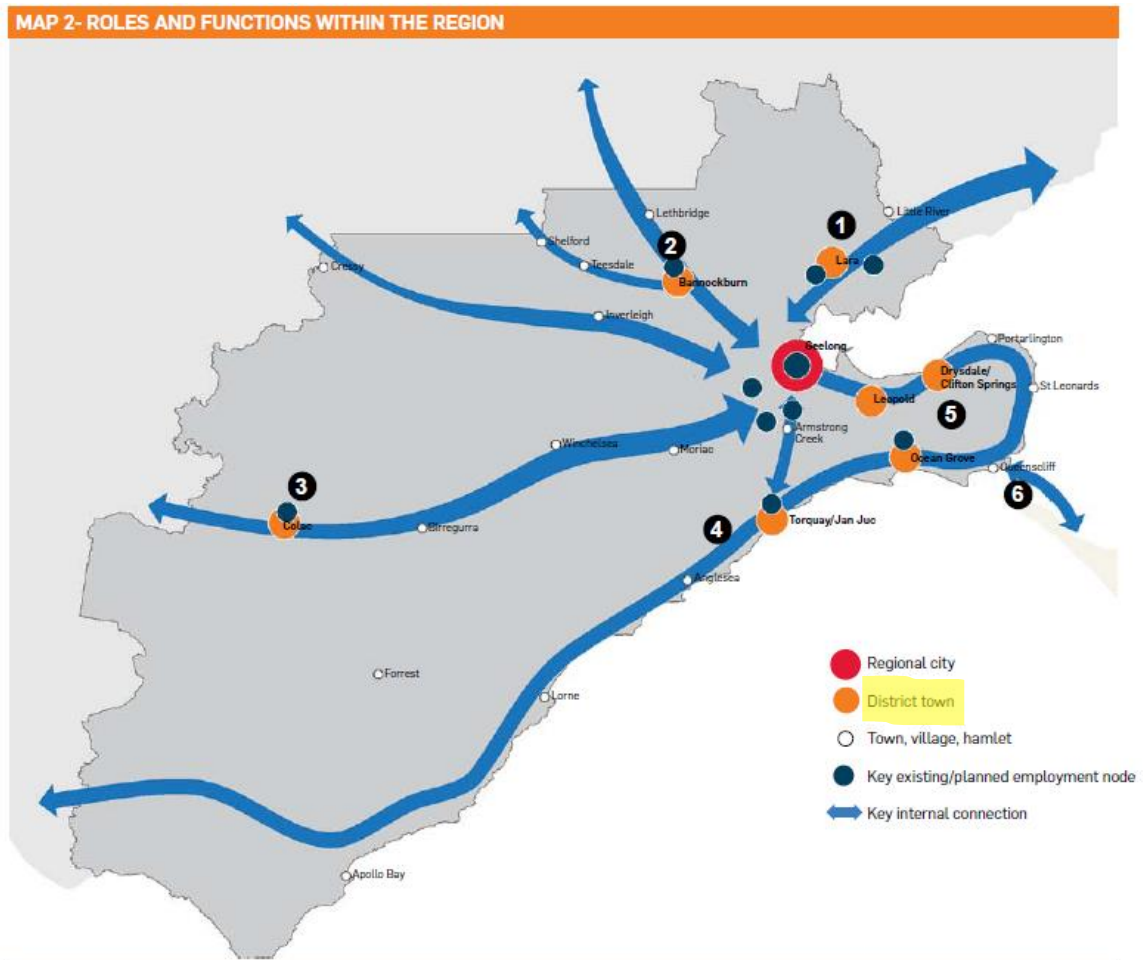 MAP 2- ROLES AND FUNCTIONS WITHIN THE REGION
Lethbridge
Little River
1
Shelford
2
Lara
Cressy
Teesdale
Bannockburn
Inverleigh
Geelong
Portarlington
Drysdale/
Clifton Springs
St Leonards
Leopold
5
Armstrong
Creek
Winchelsea
Moriac
Ocean Grove
Queenscliff
3
6
Colac
Birregurra
4
Torquay/Jan Juc
Anglesea
Forrest
Lorne
Apollo Bay
Regional city
District town
Town, village, hamlet
Key existing/planned employment node
Key internal connection